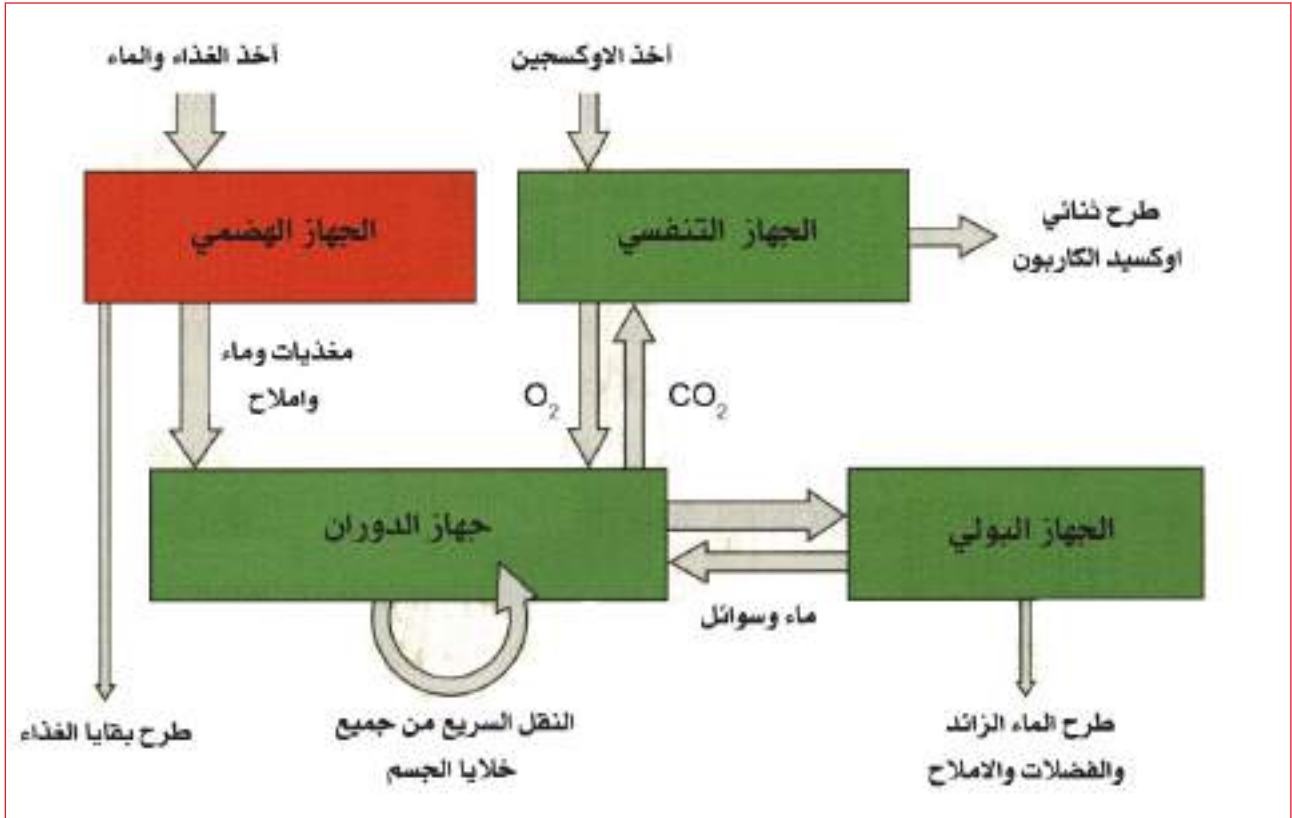 أخذ الاوكسجين
أخذ الغذاء والماء
الجهاز التنفسي
الجهاز الهضمي
طرح ثنائي
اوكسيد الكاربون
مغذيات وماء
واملاح
O₂
CO₂
جهاز الدوران
الجهاز البولي
ماء وسوائل
النقل السريع من جميع
خلايا الجسم
طرح بقايا الغذاء
طرح الماء الزائد
والفضلات والاملاح